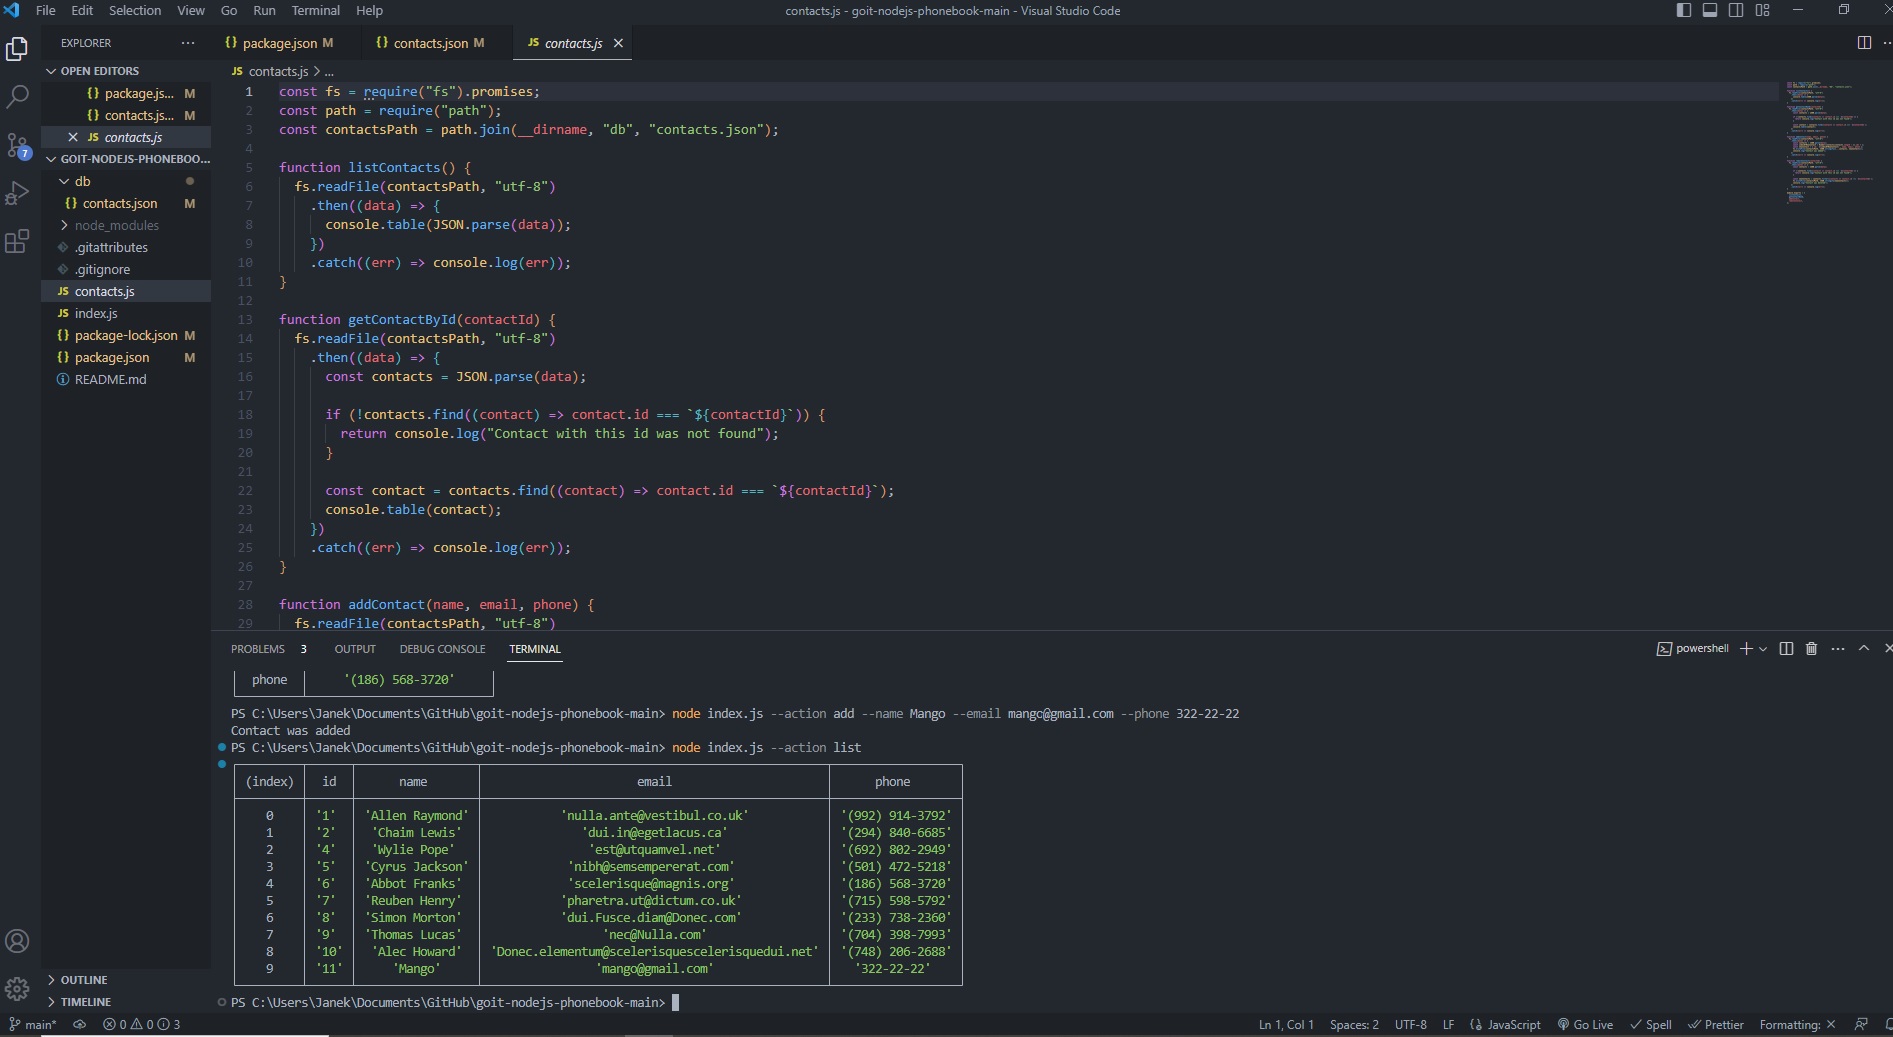 File Edit Selection View Go Run Terminal Help
contacts.js - goit-nodejs-phonebook-main - Visual Studio Code
EXPLORER
OPEN EDITORS
{} package.js... M
{} contacts.js... M
JS contacts.js
GOIT-NODEJS-PHONEBOO...
db
{} contacts.json M
node_modules
.gitattributes
.gitignore
JS contacts.js
JS index.js
{} package-lock.json M
{} package.json M
README.md
OUTLINE
TIMELINE
7
{} package.json M {} contacts.json M JS contacts.js
JS contacts.js > ...
1 const fs = require("fs").promises;
2 const path = require("path");
3 const contactsPath = path.join(__dirname, "db", "contacts.json");
4
5 function listContacts() {
6 fs.readFile(contactsPath, "utf-8")
7 .then((data) => {
8 console.table(JSON.parse(data));
9 })
10 .catch((err) => console.log(err));
11 }
12
13 function getContactById(contactId) {
14 fs.readFile(contactsPath, "utf-8")
15 .then((data) => {
16 const contacts = JSON.parse(data);
17
18 if (!contacts.find((contact) => contact.id === `${contactId}`)) {
19 return console.log("Contact with this id was not found");
20 }
21
22 const contact = contacts.find((contact) => contact.id === `${contactId}`);
23 console.table(contact);
24 })
25 .catch((err) => console.log(err));
26 }
27
28 function addContact(name, email, phone) {
29 fs.readFile(contactsPath, "utf-8")
PROBLEMS 3 OUTPUT DEBUG CONSOLE TERMINAL
powershell
phone '(186) 568-3720'
PS C:\Users\Janek\Documents\GitHub\goit-nodejs-phonebook-main> node index.js --action add --name Mango --email mango@gmail.com --phone 322-22-22
Contact was added
PS C:\Users\Janek\Documents\GitHub\goit-nodejs-phonebook-main> node index.js --action list
(index) id name email phone
0 '1' 'Allen Raymond' 'nulla.ante@vestibul.co.uk' '(992) 914-3792'
1 '2' 'Chaim Lewis' 'dui.in@egetlacus.ca' '(294) 840-6685'
2 '4' 'Wylie Pope' 'est@utquamvel.net' '(692) 802-2949'
3 '5' 'Cyrus Jackson' 'nibh@semsempererat.com' '(501) 472-5218'
4 '6' 'Abbot Franks' 'scelerisque@magnis.org' '(186) 568-3720'
5 '7' 'Reuben Henry' 'pharetra.ut@dictum.co.uk' '(715) 598-5792'
6 '8' 'Simon Morton' 'dui.Fusce.diam@Donec.com' '(233) 738-2360'
7 '9' 'Thomas Lucas' 'nec@Nulla.com' '(704) 398-7993'
8 '10' 'Alec Howard' 'Donec.elementum@scelerisquescelerisquedui.net' '(748) 206-2688'
9 '11' 'Mango' 'mango@gmail.com' '322-22-22'
PS C:\Users\Janek\Documents\GitHub\goit-nodejs-phonebook-main>
main* 0 0 3
Ln 1, Col 1 Spaces: 2 UTF-8 LF {} JavaScript Go Live Spell Prettier Formatting: ×